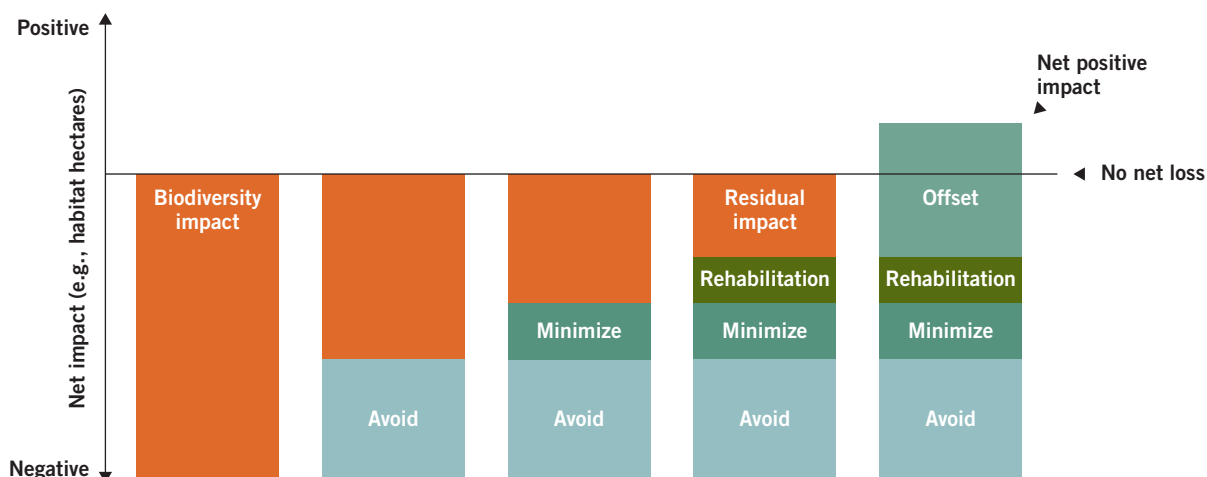 Positive
Net impact (e.g., habitat hectares)
Negative
Net positive
impact
No net loss
Biodiversity
impact
Avoid
Minimize
Avoid
Residual
impact
Rehabilitation
Minimize
Avoid
Offset
Rehabilitation
Minimize
Avoid